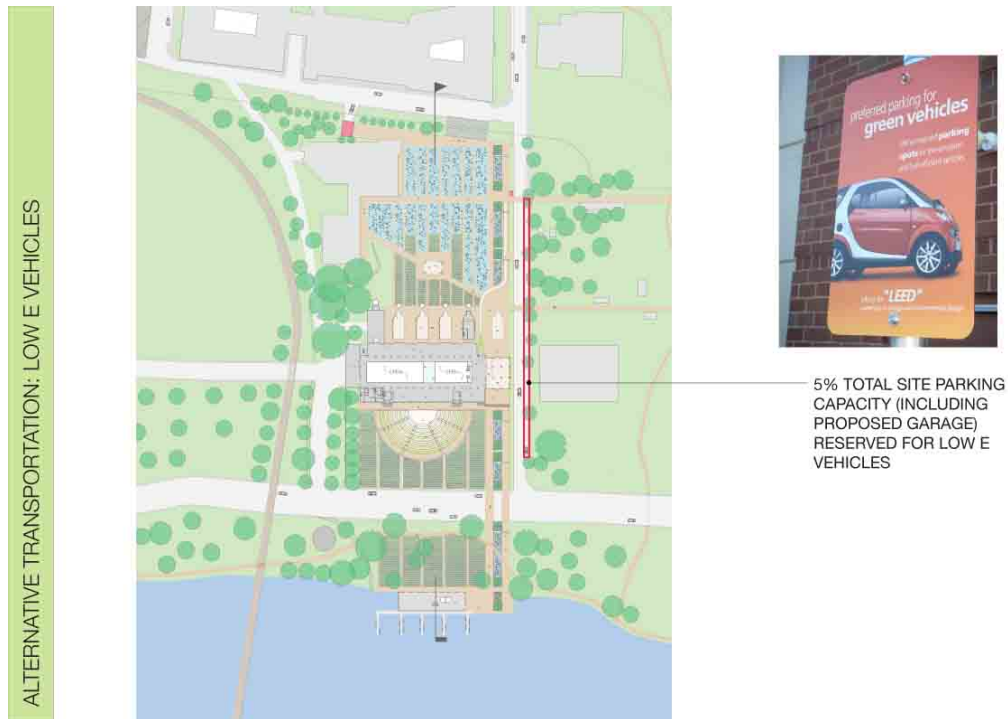 ALTERNATIVE TRANSPORTATION: LOW E VEHICLES
preferred parking for
green vehicles
parking
spots
"LEED"
5% TOTAL SITE PARKING
CAPACITY (INCLUDING
PROPOSED GARAGE)
RESERVED FOR LOW E
VEHICLES